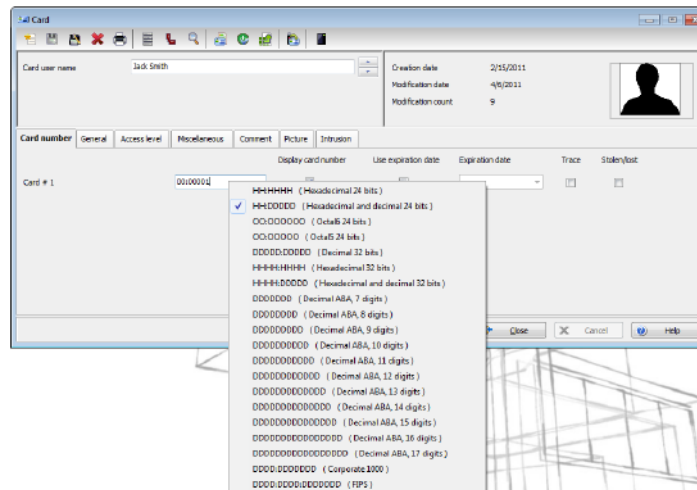 Card
Card user name Jack Smith
Creation date 2/15/2011
Modification date 4/6/2011
Modification count 9
Card number General Access level Miscellaneous Comment Picture Intrusion
Display card number Use expiration date Expiration date Trace Stolen/lost
Card # 1 00:00001
HH:HHHH (Hexadecimal 24 bits)
HH:DDDDD (Hexadecimal and decimal 24 bits)
OO:OOOOOO (Octal6 24 bits)
OO:OOOOO (Octal5 24 bits)
DDDDD:DDDDD (Decimal 32 bits)
HHHH:HHHH (Hexadecimal 32 bits)
HHHH:DDDDD (Hexadecimal and decimal 32 bits)
DDDDDDD (Decimal ABA, 7 digits)
DDDDDDDD (Decimal ABA, 8 digits)
DDDDDDDDD (Decimal ABA, 9 digits)
DDDDDDDDDD (Decimal ABA, 10 digits)
DDDDDDDDDDD (Decimal ABA, 11 digits)
DDDDDDDDDDDD (Decimal ABA, 12 digits)
DDDDDDDDDDDDD (Decimal ABA, 13 digits)
DDDDDDDDDDDDDD (Decimal ABA, 14 digits)
DDDDDDDDDDDDDDD (Decimal ABA, 15 digits)
DDDDDDDDDDDDDDDD (Decimal ABA, 16 digits)
DDDDDDDDDDDDDDDDD (Decimal ABA, 17 digits)
DDDD:DDDDDDD (Corporate 1000)
DDDD:DDDD:DDDDDDD (FIPS)
Close Cancel Help